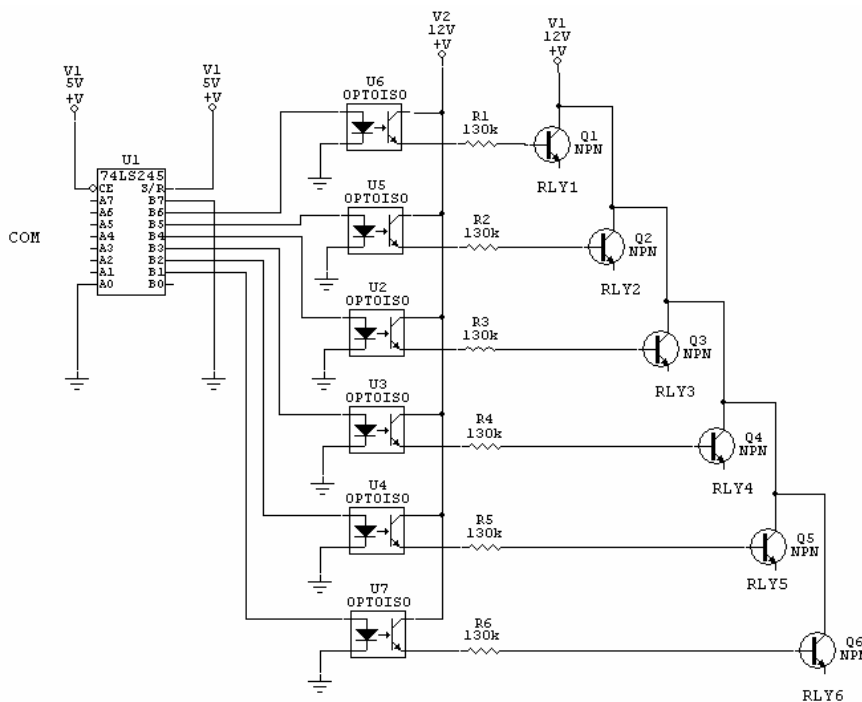 V2
12V
+V
V1
12V
+V
V1
5V
+V
V1
5V
+V
U6
OPTOISO
R1
130k
Q1
NPN
RLY1
U1
74LS245
CE S/R
A7 B7
A6 B6
A5 B5
A4 B4
A3 B3
A2 B2
A1 B1
A0 B0
COM
U5
OPTOISO
R2
130k
Q2
NPN
RLY2
U2
OPTOISO
R3
130k
Q3
NPN
RLY3
U3
OPTOISO
R4
130k
Q4
NPN
RLY4
U4
OPTOISO
R5
130k
Q5
NPN
RLY5
U7
OPTOISO
R6
130k
Q6
NPN
RLY6